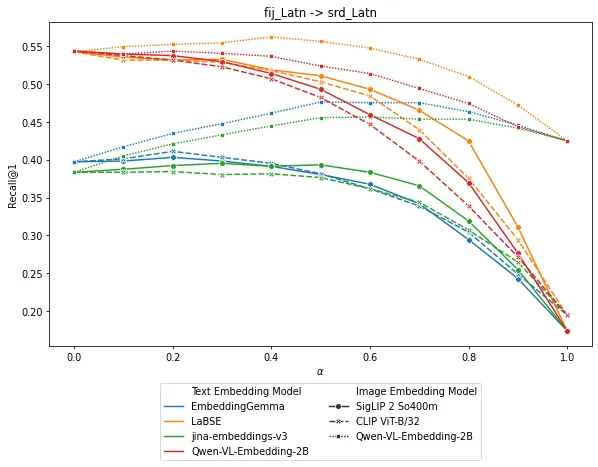 fij_Latn -> srd_Latn
Recall@1
0.55
0.50
0.45
0.40
0.35
0.30
0.25
0.20
0.0
0.2
0.4
0.6
0.8
1.0
α
Text Embedding Model
EmbeddingGemma
LaBSE
jina-embeddings-v3
Qwen-VL-Embedding-2B
Image Embedding Model
SigLIP 2 So400m
CLIP ViT-B/32
Qwen-VL-Embedding-2B